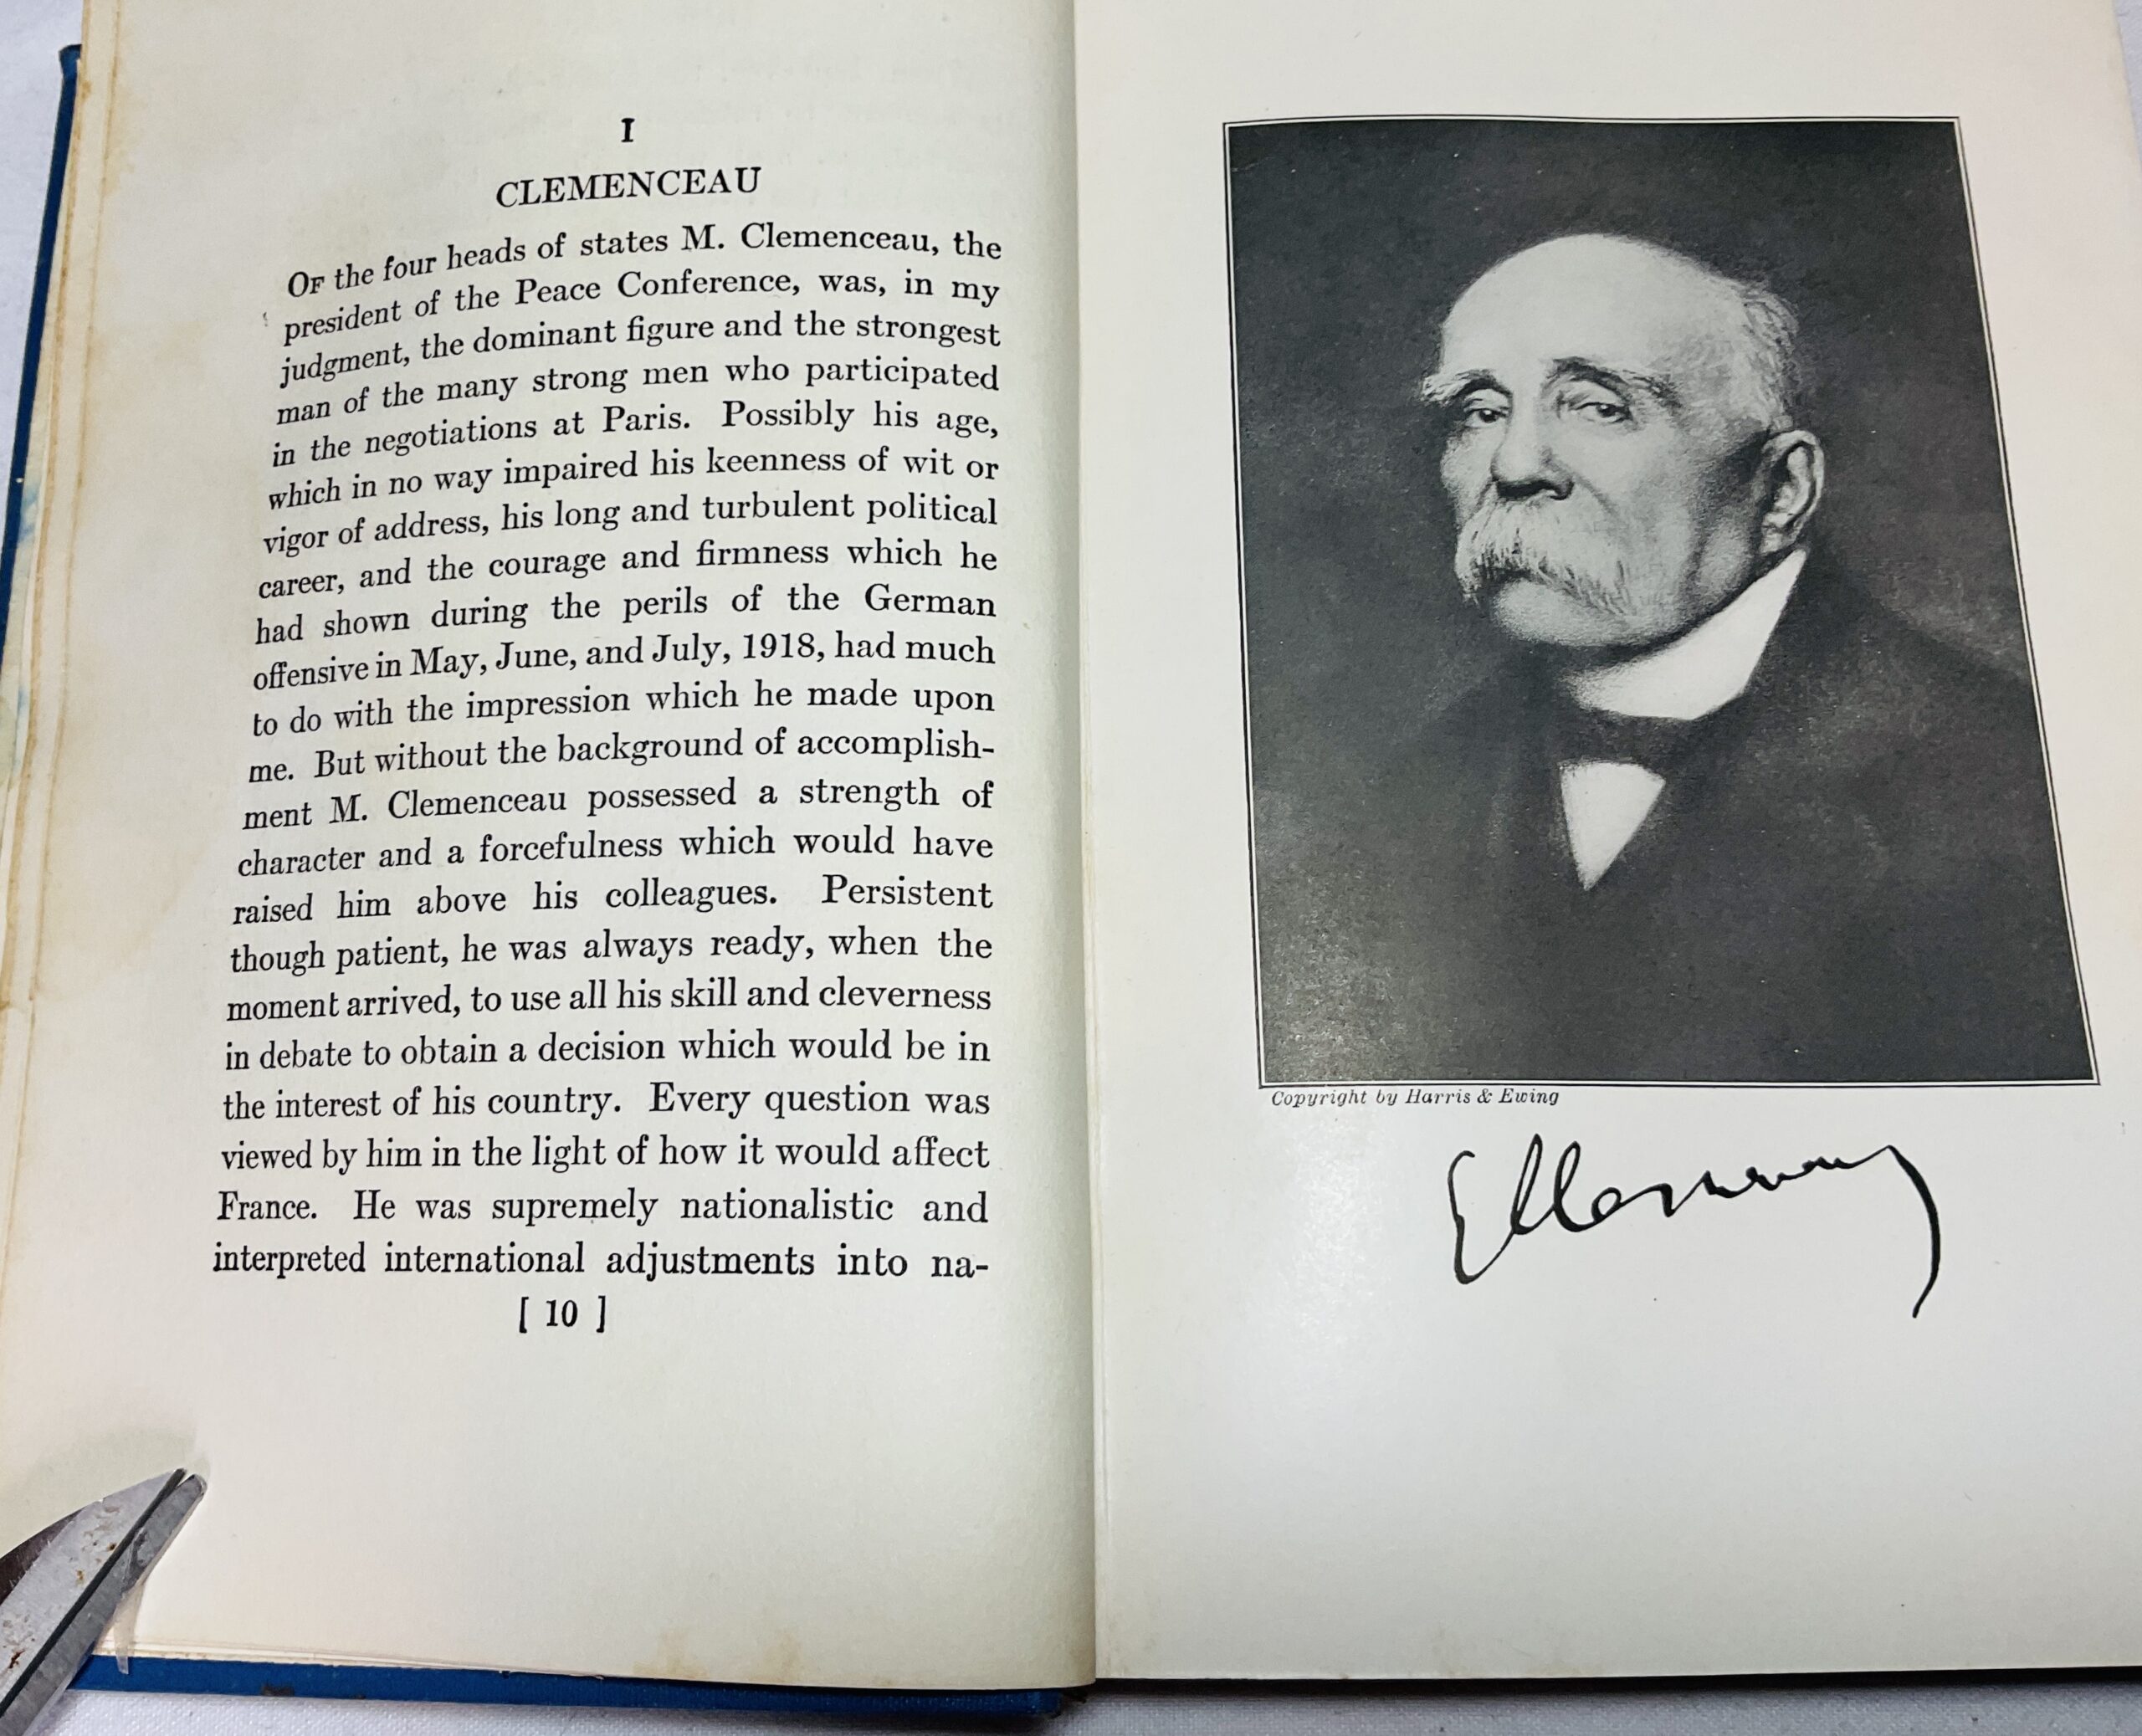 I
CLEMENCEAU
OF the four heads of states M. Clemenceau, the
president of the Peace Conference, was, in my
judgment, the dominant figure and the strongest
man of the many strong men who participated
in the negotiations at Paris. Possibly his age,
which in no way impaired his keenness of wit or
vigor of address, his long and turbulent political
career, and the courage and firmness which he
had shown during the perils of the German
offensive in May, June, and July, 1918, had much
to do with the impression which he made upon
me. But without the background of accomplish-
ment M. Clemenceau possessed a strength of
character and a forcefulness which would have
raised him above his colleagues. Persistent
though patient, he was always ready, when the
moment arrived, to use all his skill and cleverness
in debate to obtain a decision which would be in
the interest of his country. Every question was
viewed by him in the light of how it would affect
France. He was supremely nationalistic and
interpreted international adjustments into na-
[ 10 ]
Copyright by Harris & Ewing